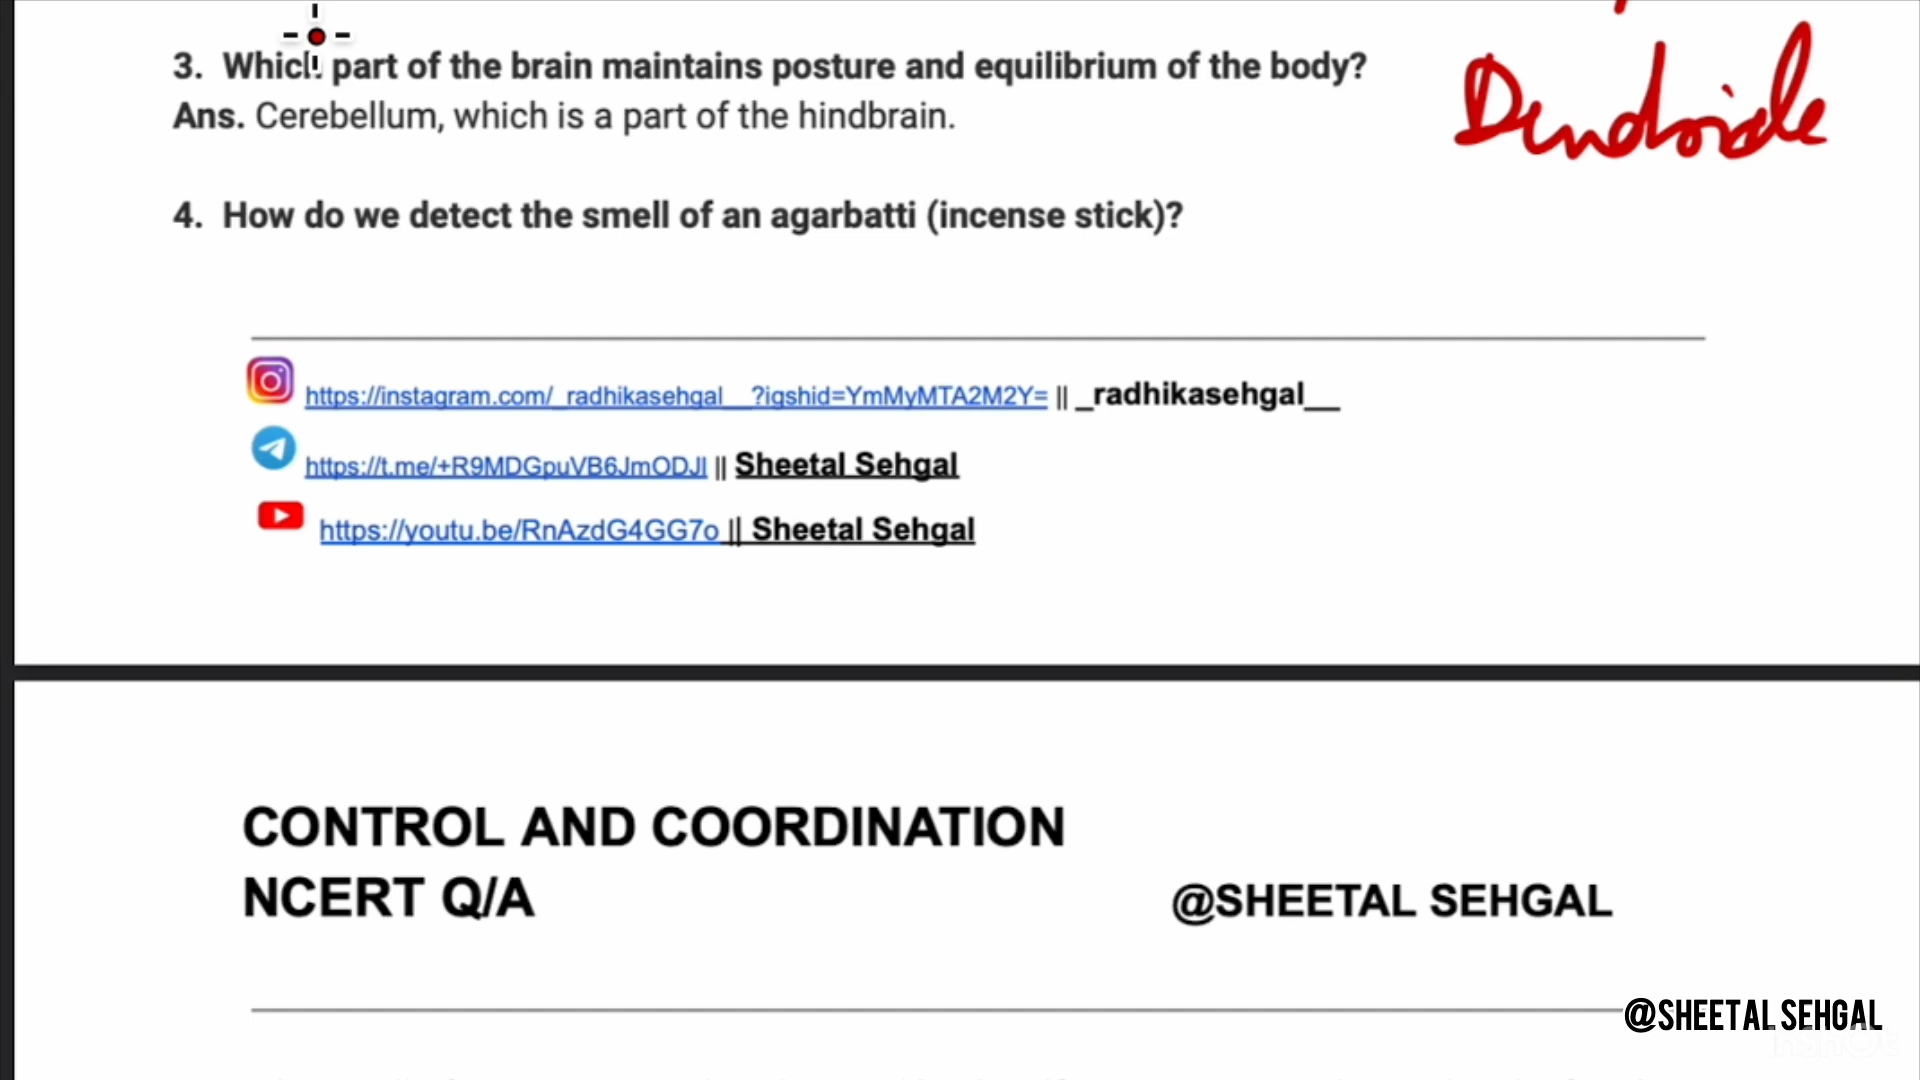 3. Which part of the brain maintains posture and equilibrium of the body?
Ans. Cerebellum, which is a part of the hindbrain.
4. How do we detect the smell of an agarbatti (incense stick)?
https://instagram.com/_radhikasehgal__?igshid=YmMyMTA2M2Y= || _radhikasehgal__
https://t.me/+R9MDGpuVB6JmODJl || Sheetal Sehgal
https://youtu.be/RnAzdG4GG7o || Sheetal Sehgal
CONTROL AND COORDINATION
NCERT Q/A
@SHEETAL SEHGAL
@SHEETAL SEHGAL